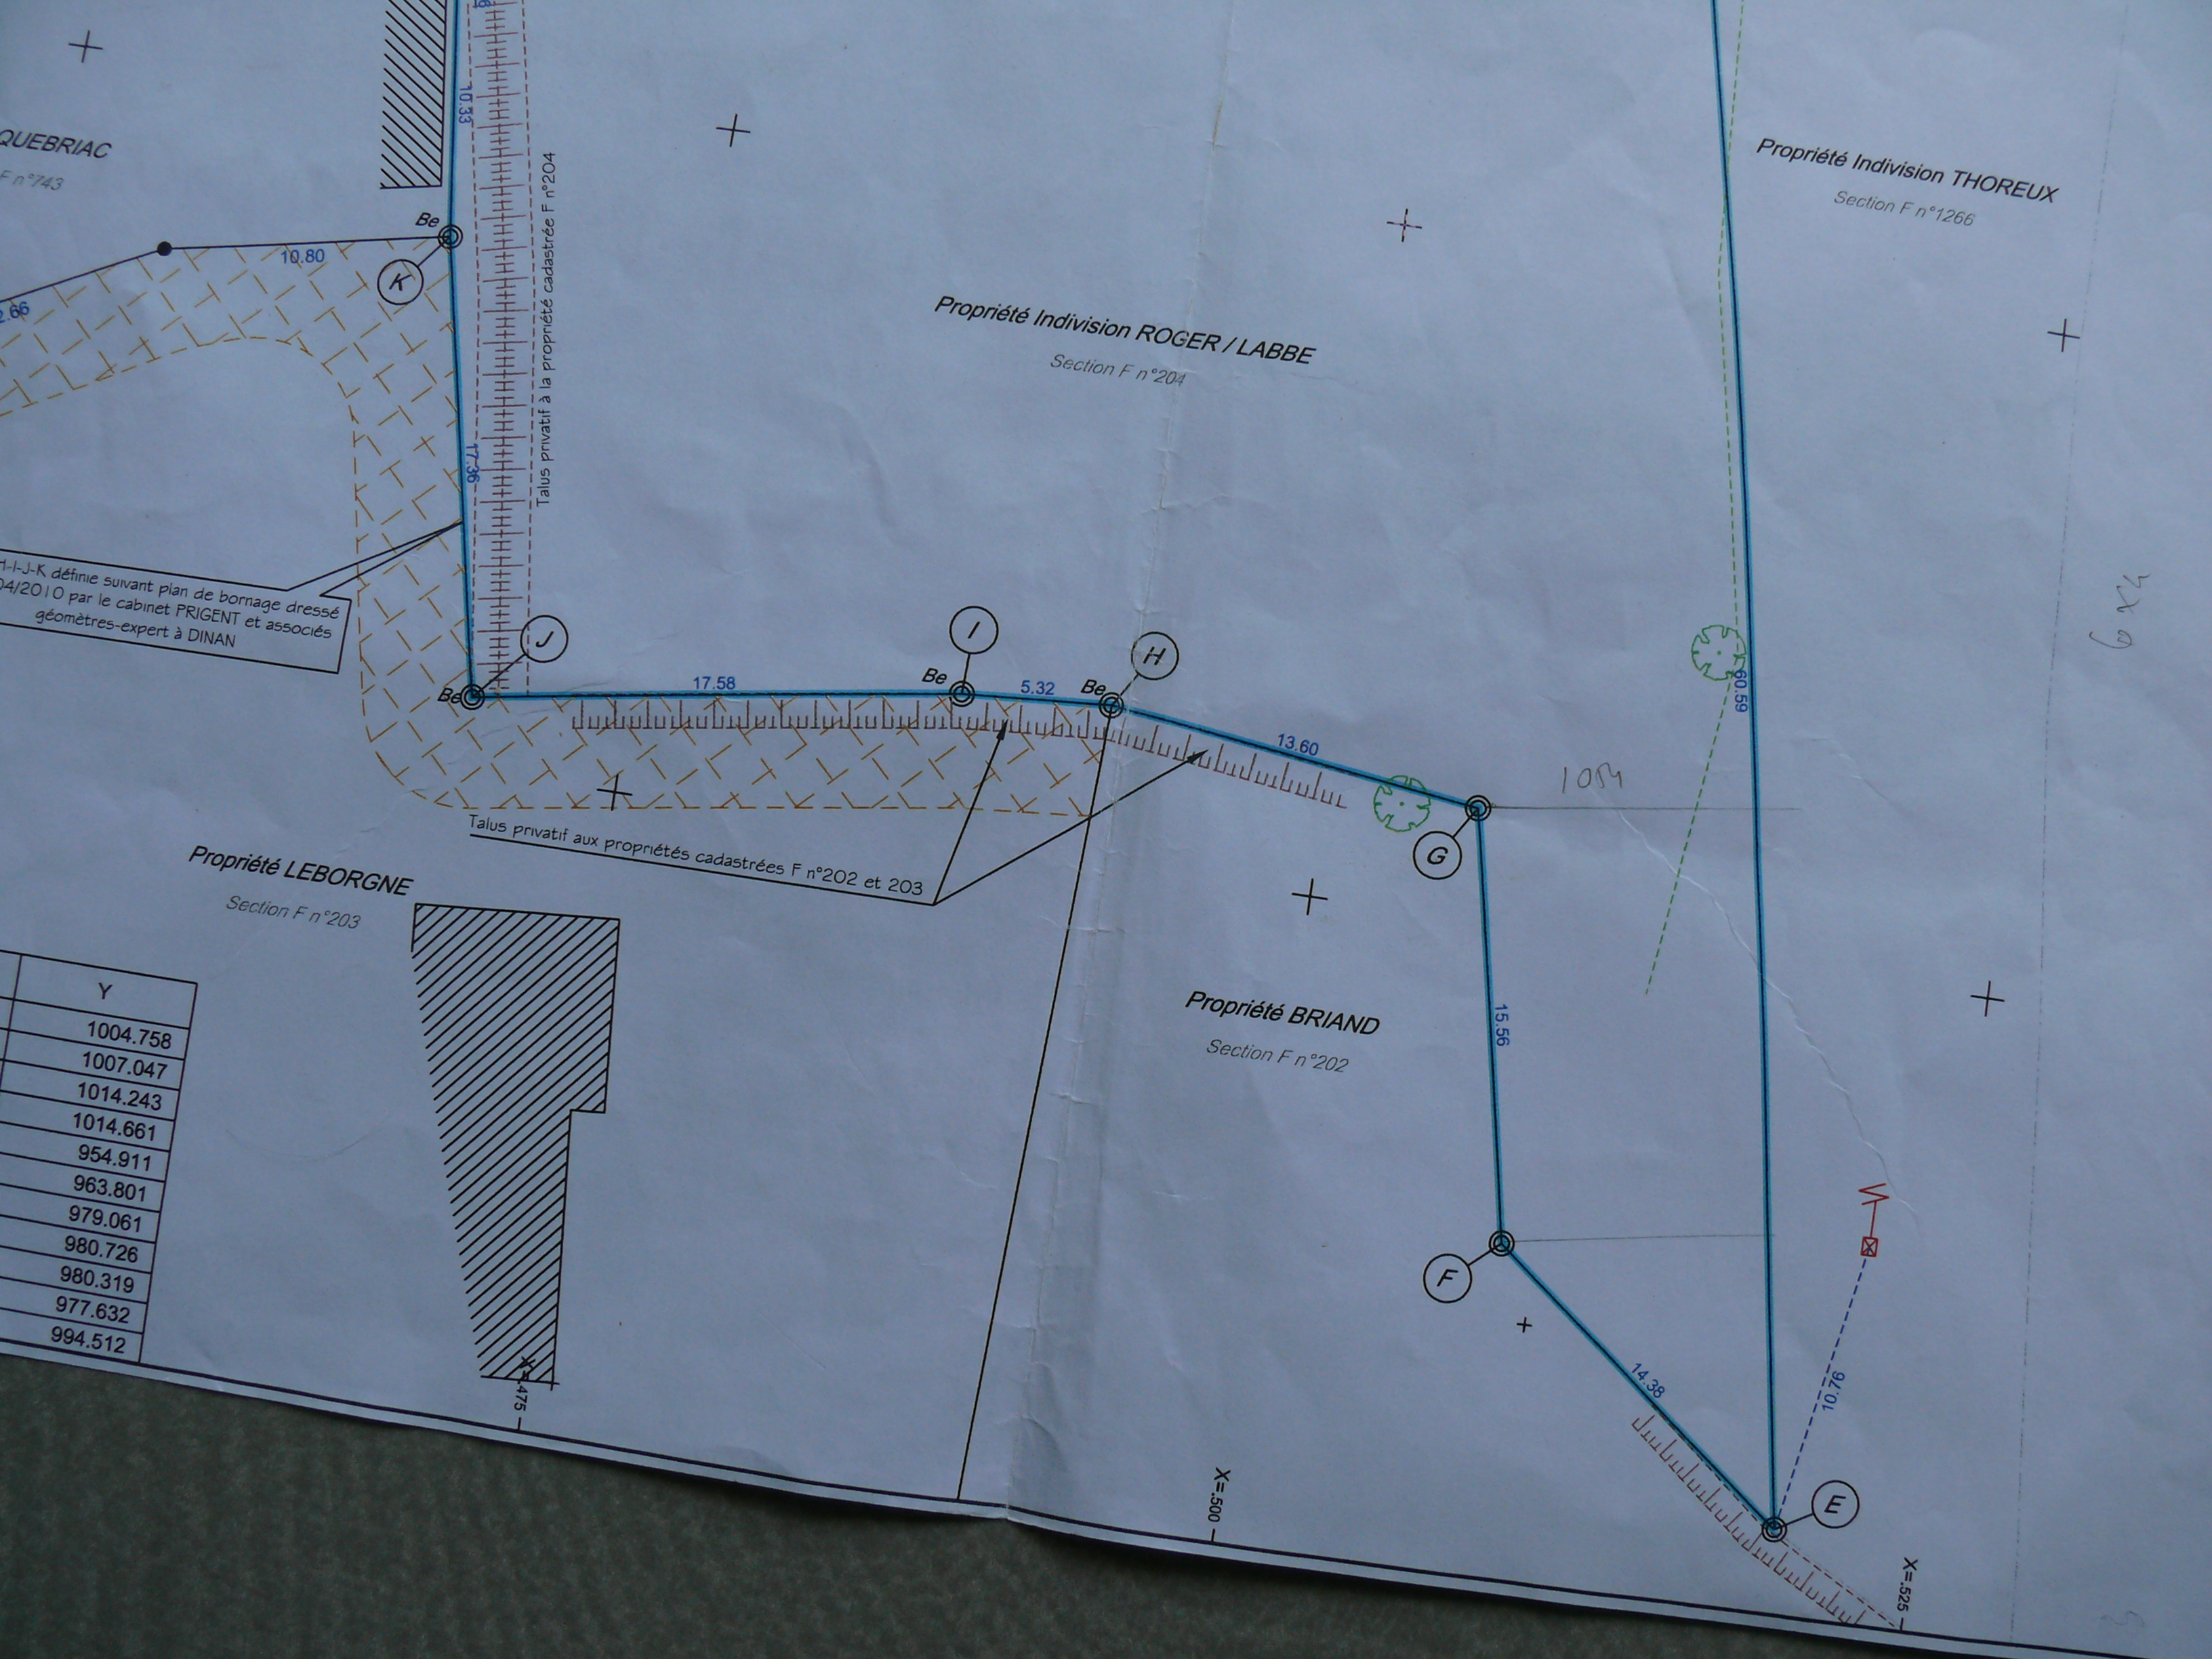 10.33
QUEBRIAC
F n°743
Propriété Indivision THOREUX
Section F n°1266
Talus privatif à la propriété cadastrée F n°204
Be
K
10.80
2.66
Propriété Indivision ROGER / LABBE
Section F n°204
17.36
H-I-J-K définie suivant plan de bornage dressé
04/2010 par le cabinet PRIGENT et associés
géomètres-expert à DINAN
6 x 4
J
I
H
Be
17.58
Be
5.32
Be
60.59
13.60
1054
G
Talus privatif aux propriétés cadastrées F n°202 et 203
Propriété LEBORGNE
Section F n°203
Propriété BRIAND
Section F n°202
15.56
Y
1004.758
1007.047
1014.243
1014.661
954.911
963.801
979.061
980.726
980.319
977.632
994.512
F
14.38
10.76
E
X=.475
X=.500
X=.525